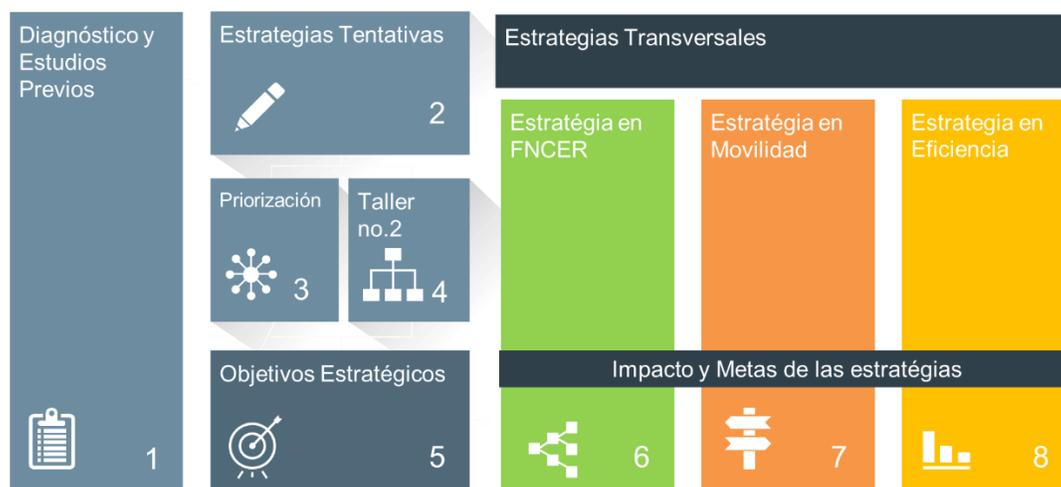 Diagnóstico y
Estudios
Previos
1
Estrategias Tentativas
2
Priorización
3
Taller
no.2
4
Objetivos Estratégicos
5
Estrategias Transversales
Estratégia en
FNCER
Estratégia en
Movilidad
Estrategia en
Eficiencia
Impacto y Metas de las estratégias
6
7
8